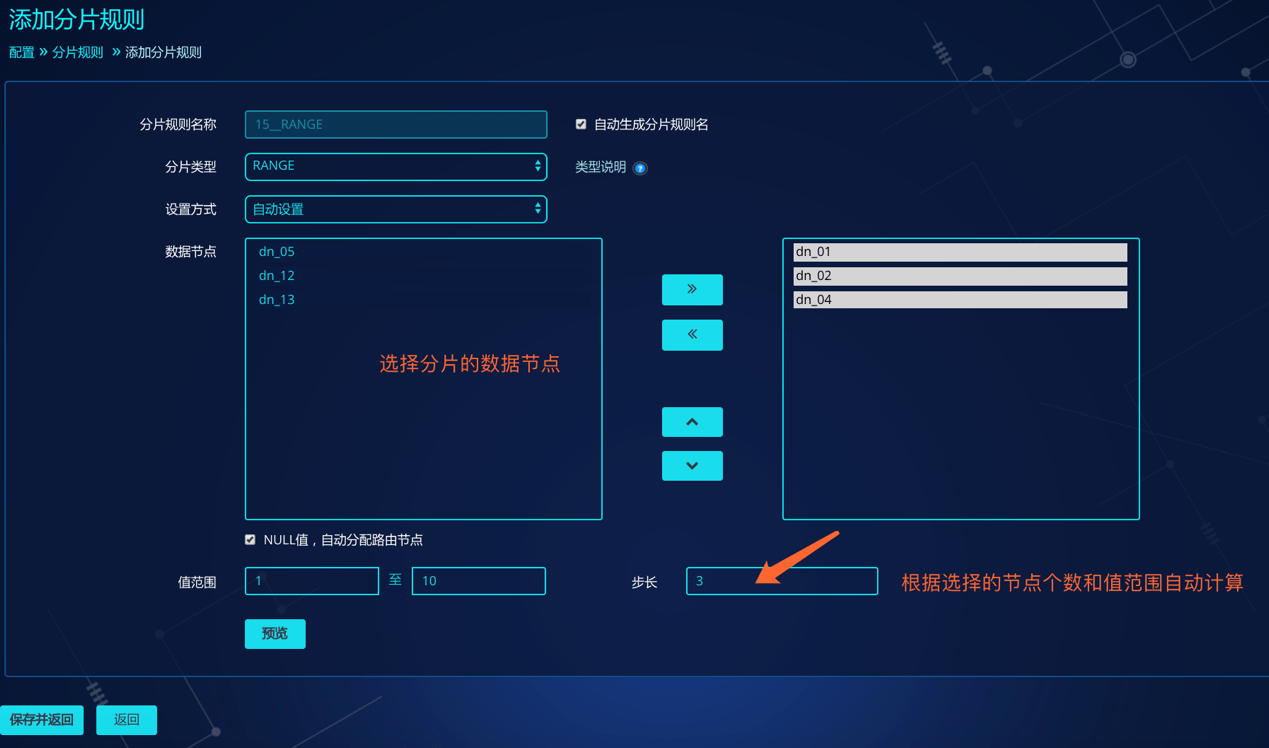 添加分片规则
配置 » 分片规则 » 添加分片规则
分片规则名称 15__RANGE 自动生成分片规则名
分片类型 RANGE 类型说明 ?
设置方式 自动设置
数据节点
dn_05
dn_12
dn_13
选择分片的数据节点
»
«
dn_01
dn_02
dn_04
NULL值，自动分配路由节点
值范围 1 至 10 步长 3 根据选择的节点个数和值范围自动计算
预览
保存并返回 返回